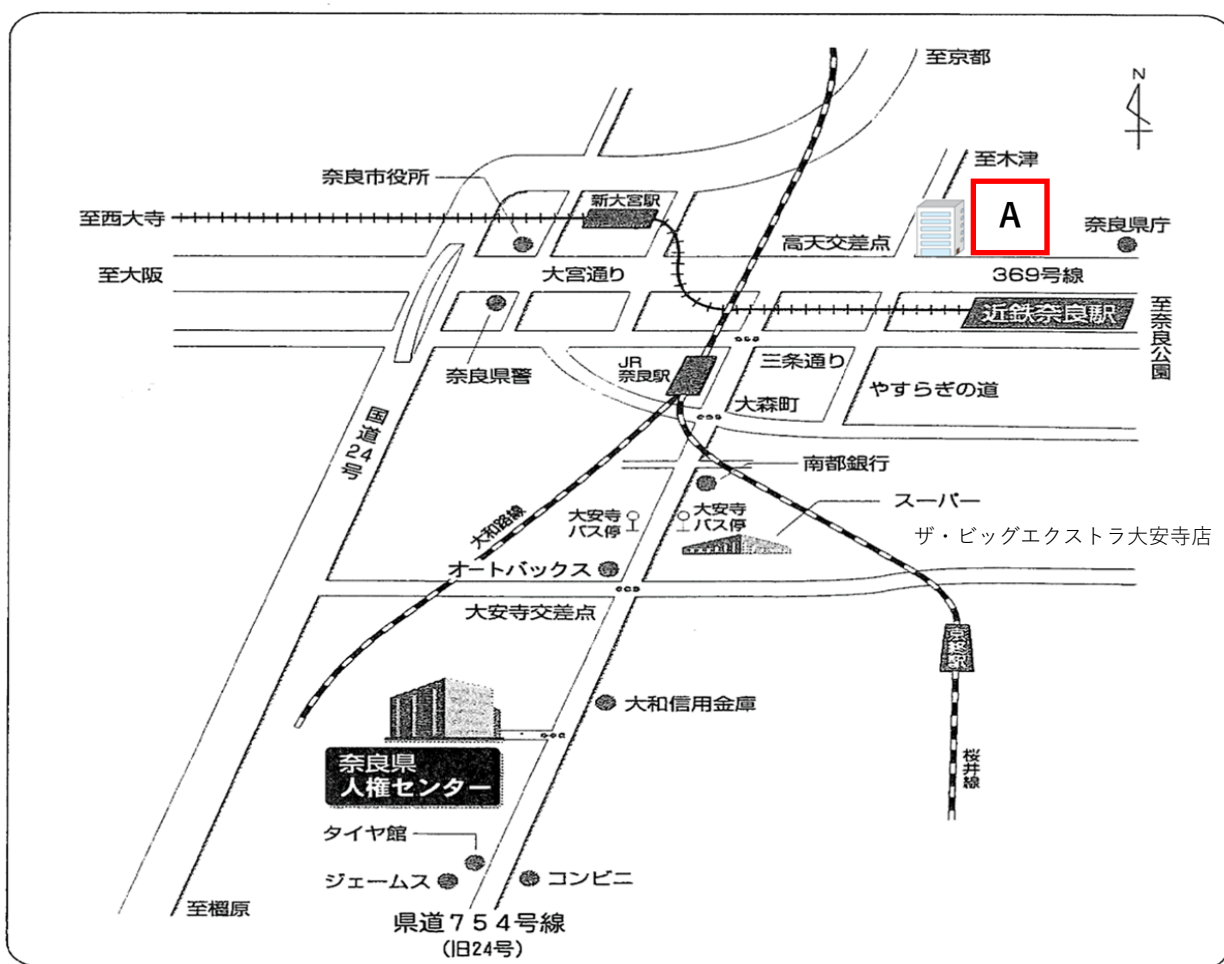 至京都
N
至木津
A
奈良市役所
新大宮駅
至西大寺
高天交差点
奈良県庁
至大阪
大宮通り
369号線
近鉄奈良駅
至奈良公園
奈良県警
JR
奈良駅
三条通り
やすらぎの道
大森町
国道24号
南都銀行
スーパー
大安寺
バス停
大安寺
バス停
ザ・ビッグエクストラ大安寺店
大和路線
オートバックス
大安寺交差点
京終駅
大和信用金庫
奈良県
人権センター
桜井線
タイヤ館
ジェームス
コンビニ
至橿原
県道754号線
(旧24号)